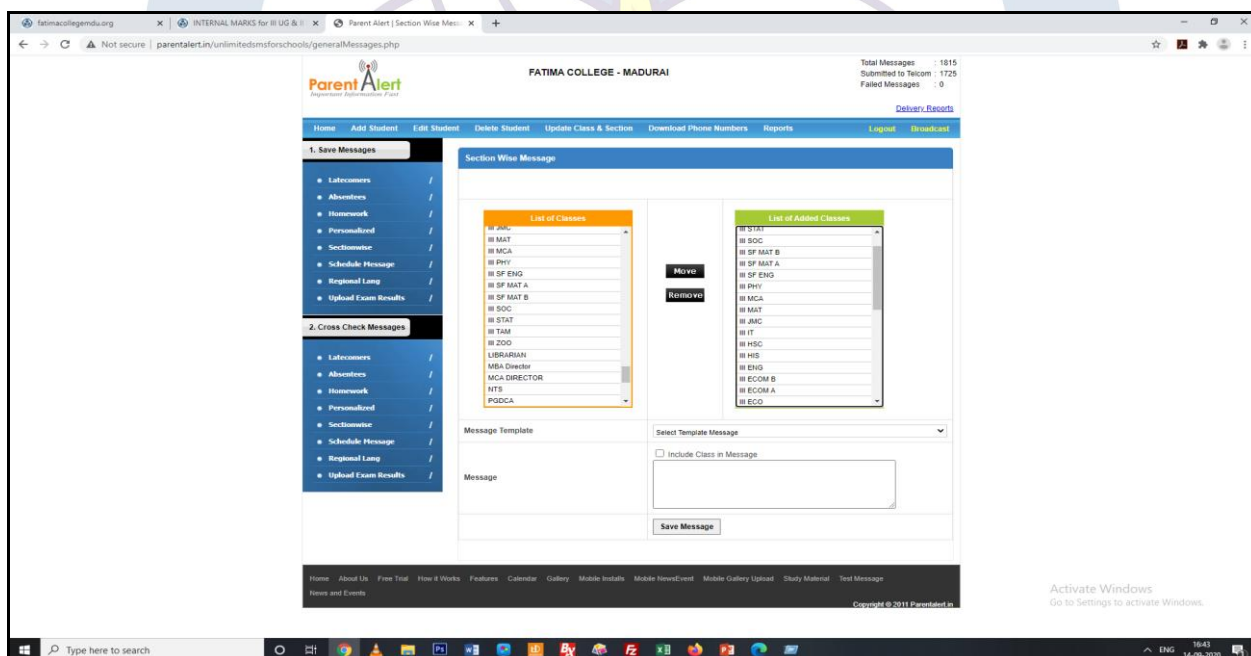 fatimacollegemdu.org
INTERNAL MARKS for III UG & II
Parent Alert | Section Wise Mess
Not secure | parentalert.in/unlimitedsmsforschools/generalMessages.php
Parent Alert
Important Information Fast
FATIMA COLLEGE - MADURAI
Total Messages : 1815
Submitted to Telcom : 1725
Failed Messages : 0
Delivery Reports
Home Add Student Edit Student Delete Student Update Class & Section Download Phone Numbers Reports Logout Broadcast
1. Save Messages
Latecomers /
Absentees /
Homework /
Personalized /
Sectionwise /
Schedule Message /
Regional Lang /
Upload Exam Results /
2. Cross Check Messages
Latecomers /
Absentees /
Homework /
Personalized /
Sectionwise /
Schedule Message /
Regional Lang /
Upload Exam Results /
Section Wise Message
List of Classes
III JMC
III MAT
III MCA
III PHY
III SF ENG
III SF MAT A
III SF MAT B
III SOC
III STAT
III TAM
III ZOO
LIBRARIAN
MBA Director
MCA DIRECTOR
NTS
PGDCA
Move
Remove
List of Added Classes
III STAT
III SOC
III SF MAT B
III SF MAT A
III SF ENG
III PHY
III MCA
III MAT
III JMC
III IT
III HSC
III HIS
III ENG
III ECOM B
III ECOM A
III ECO
Message Template
Select Template Message
Include Class in Message
Message
Save Message
Home About Us Free Trial How it Works Features Calendar Gallery Mobile Installs Mobile NewsEvent Mobile Gallery Upload Study Material Test Message
News and Events
Copyright © 2011 Parentalert.in
Activate Windows
Go to Settings to activate Windows.
Type here to search
ENG
16:43
14-09-2020